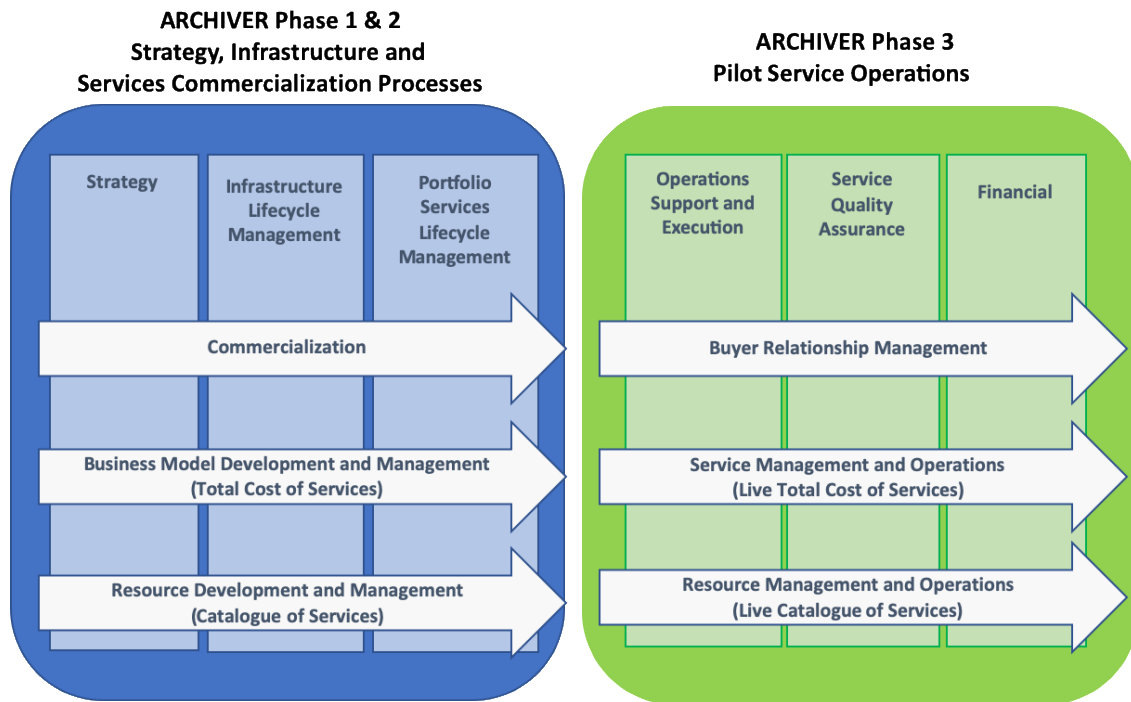 ARCHIVER Phase 1 & 2
Strategy, Infrastructure and
Services Commercialization Processes
Strategy
Infrastructure
Lifecycle
Management
Portfolio
Services
Lifecycle
Management
Commercialization
Business Model Development and Management
(Total Cost of Services)
Resource Development and Management
(Catalogue of Services)
ARCHIVER Phase 3
Pilot Service Operations
Operations
Support and
Execution
Service
Quality
Assurance
Financial
Buyer Relationship Management
Service Management and Operations
(Live Total Cost of Services)
Resource Management and Operations
(Live Catalogue of Services)